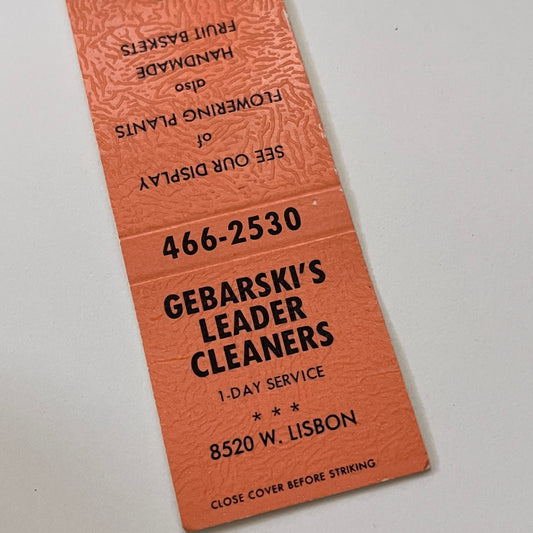 SEE OUR DISPLAY
of
FLOWERING PLANTS
also
HANDMADE
FRUIT BASKETS
466-2530
GEBARSKI'S
LEADER
CLEANERS
1-DAY SERVICE
* * *
8520 W. LISBON
CLOSE COVER BEFORE STRIKING